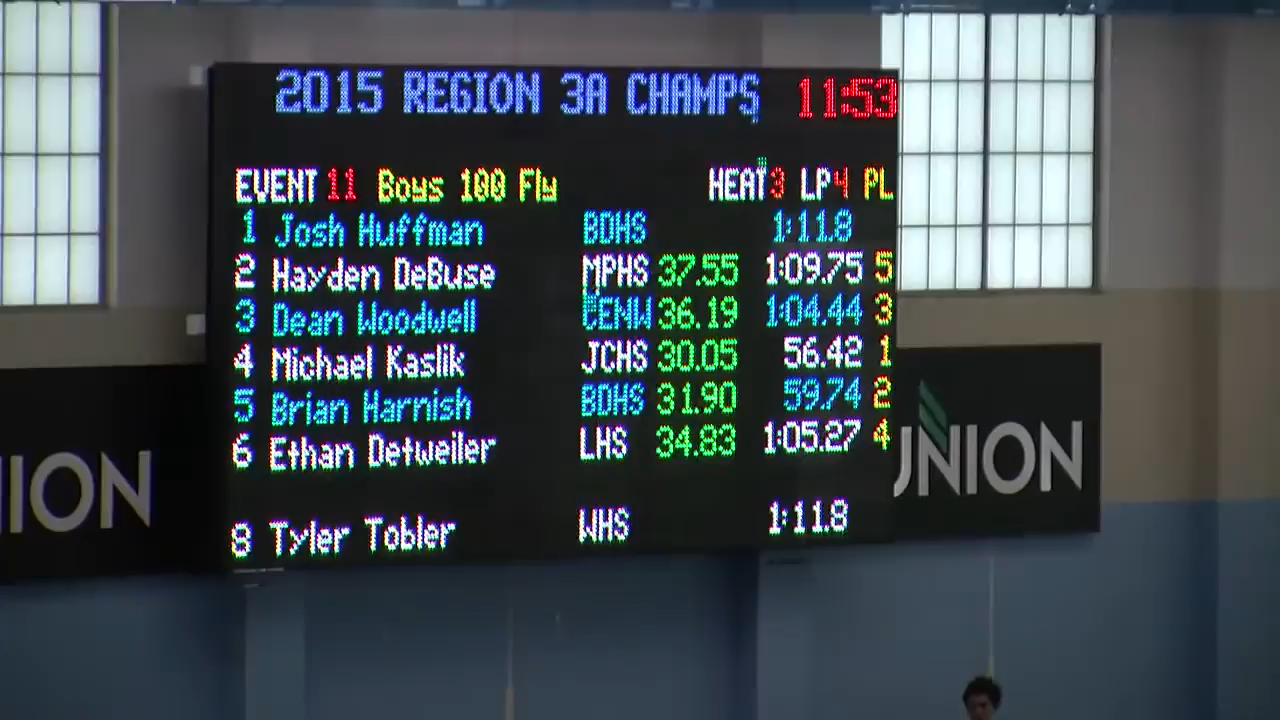 2015 REGION 3A CHAMPS 11:53
EVENT 11 Boys 100 Fly HEAT 3 LP 4 PL
1 Josh Huffman BDHS 1:11.8
2 Hayden DeBuse MPHS 37.55 1:09.75 5
3 Dean Woodwell CENW 36.19 1:04.44 3
4 Michael Kaslik JCHS 30.05 56.42 1
5 Brian Harnish BDHS 31.90 59.74 2
6 Ethan Detweiler LHS 34.83 1:05.27 4
8 Tyler Tobler WHS 1:11.8
NION
UNION